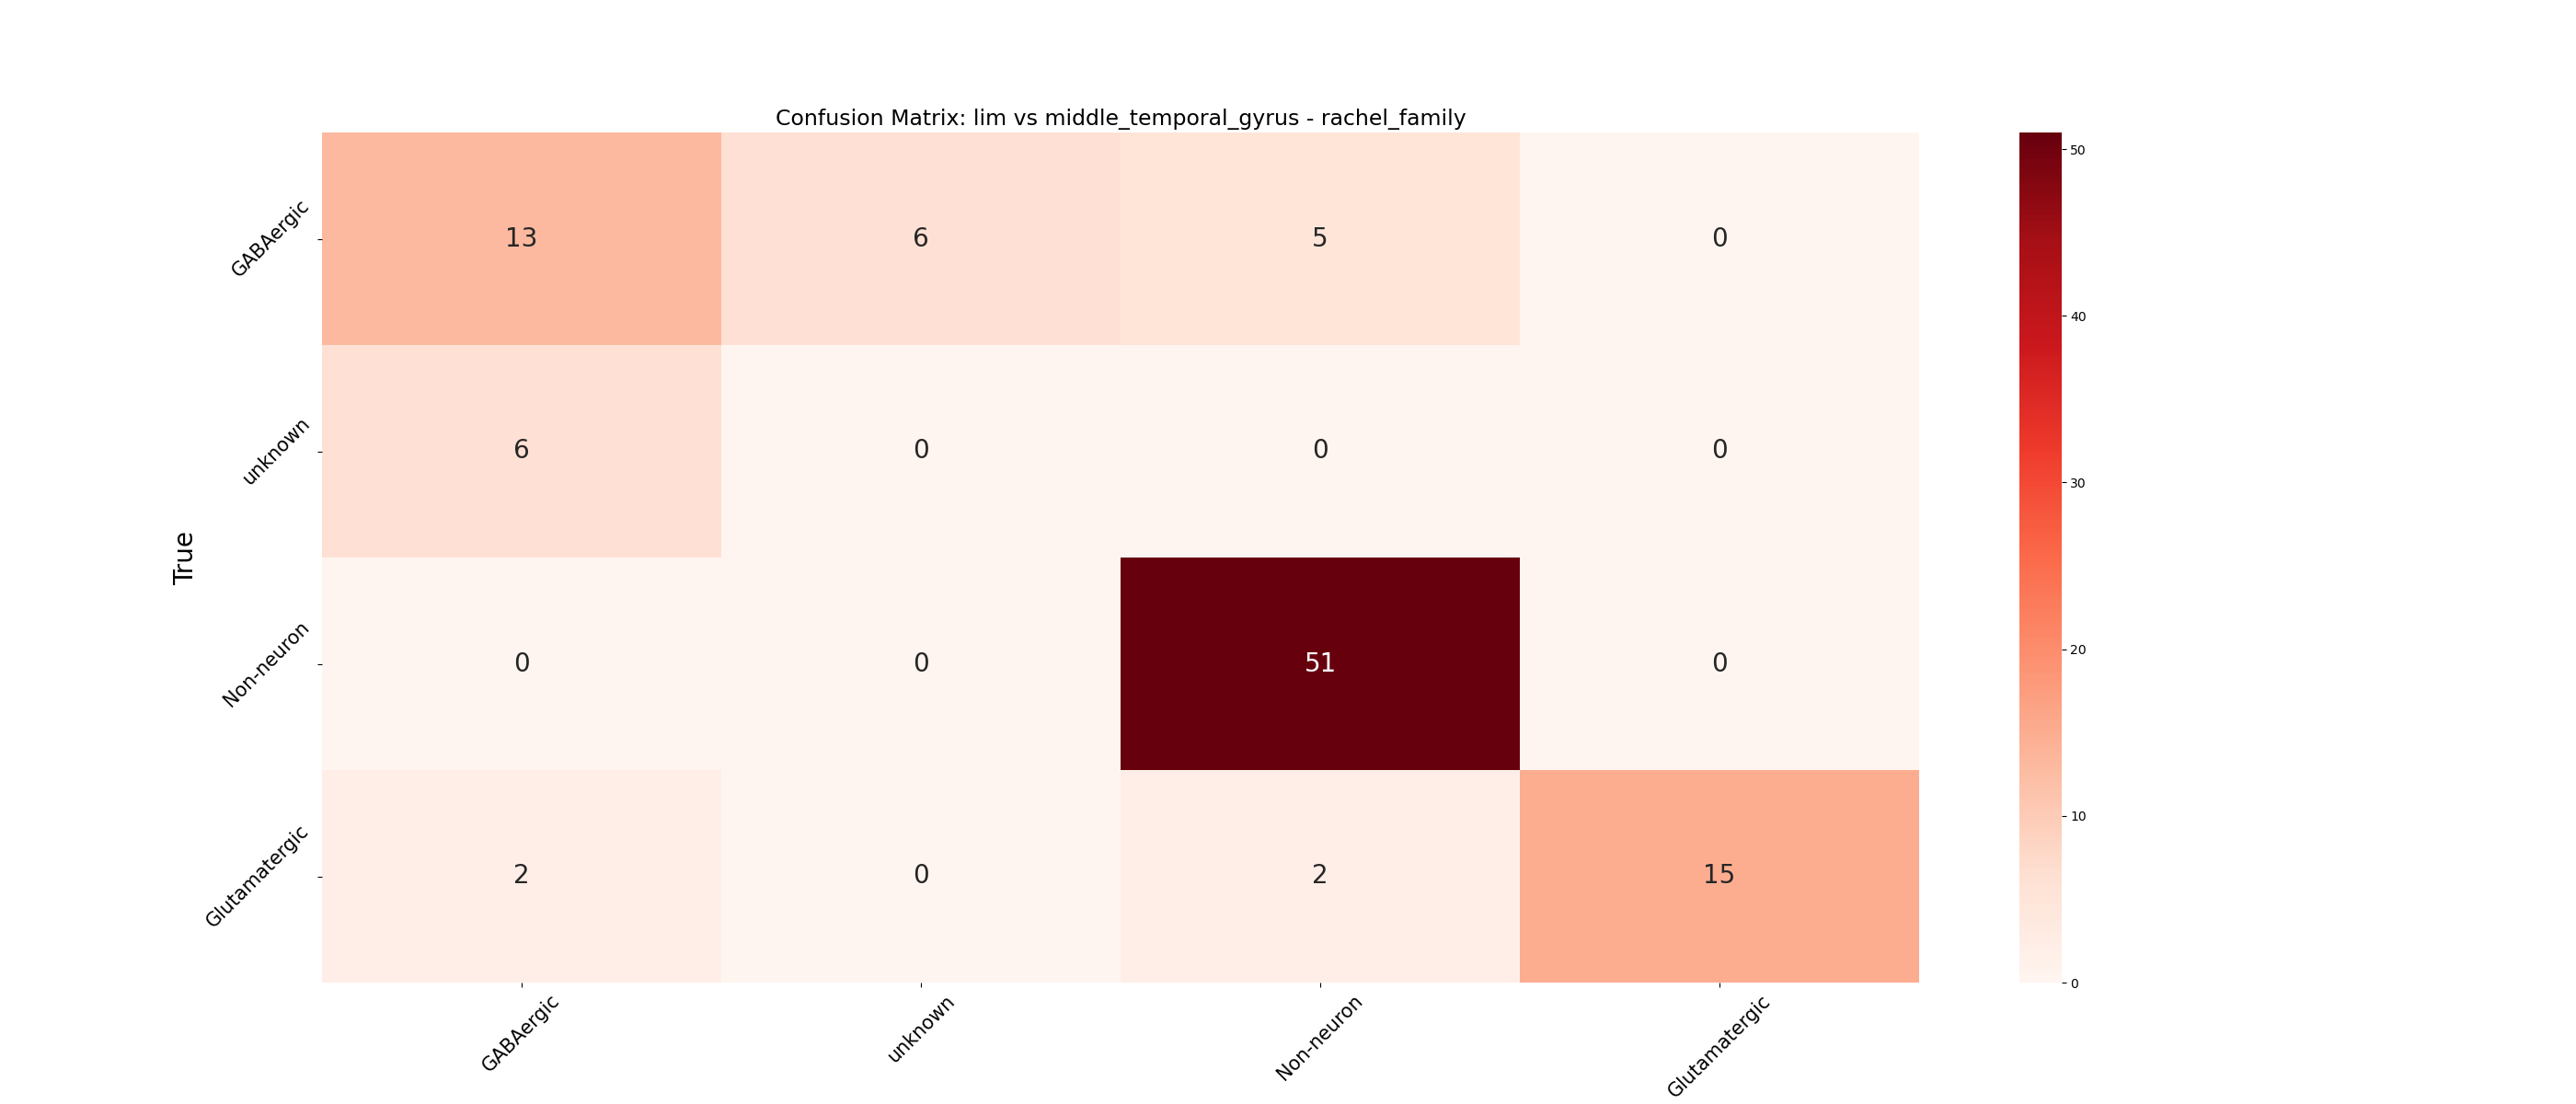 Confusion Matrix: lim vs middle_temporal_gyrus - rachel_family
GABAergic 13 6 5 0
unknown 6 0 0 0
Non-neuron 0 0 51 0
Glutamatergic 2 0 2 15
True
GABAergic unknown Non-neuron Glutamatergic
50
40
30
20
10
0